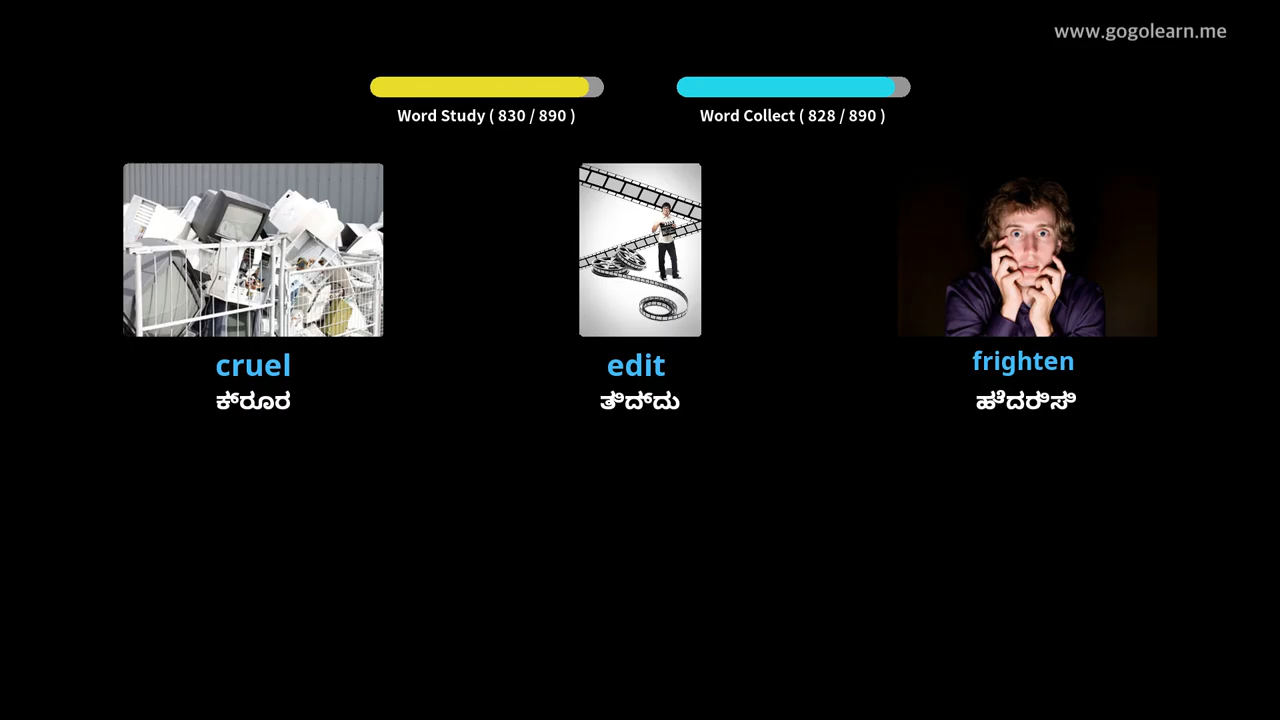 www.gogolearn.me
Word Study ( 830 / 890 ) Word Collect ( 828 / 890 )
cruel edit frighten
ಕ್ರೂರ ತಿದ್ದು ಹೆದರಿಸಿ